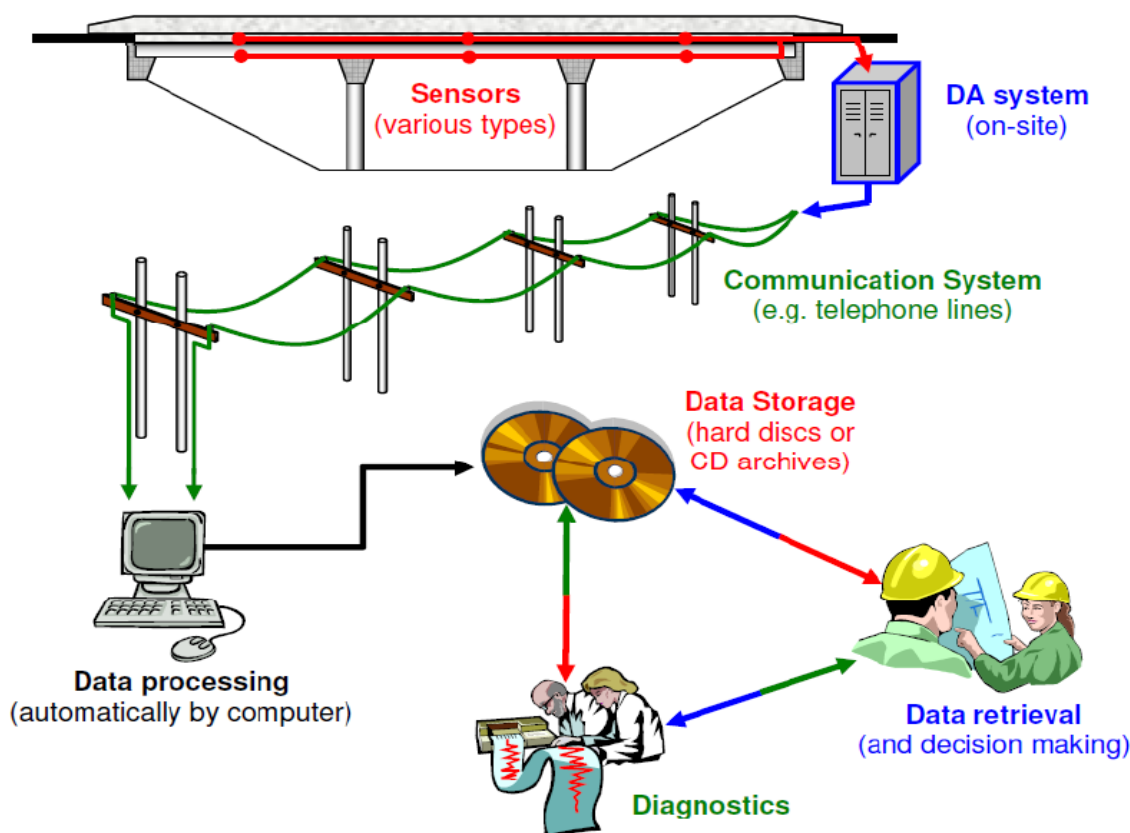 Sensors
(various types)
DA system
(on-site)
Communication System
(e.g. telephone lines)
Data Storage
(hard discs or
CD archives)
Data processing
(automatically by computer)
Data retrieval
(and decision making)
Diagnostics